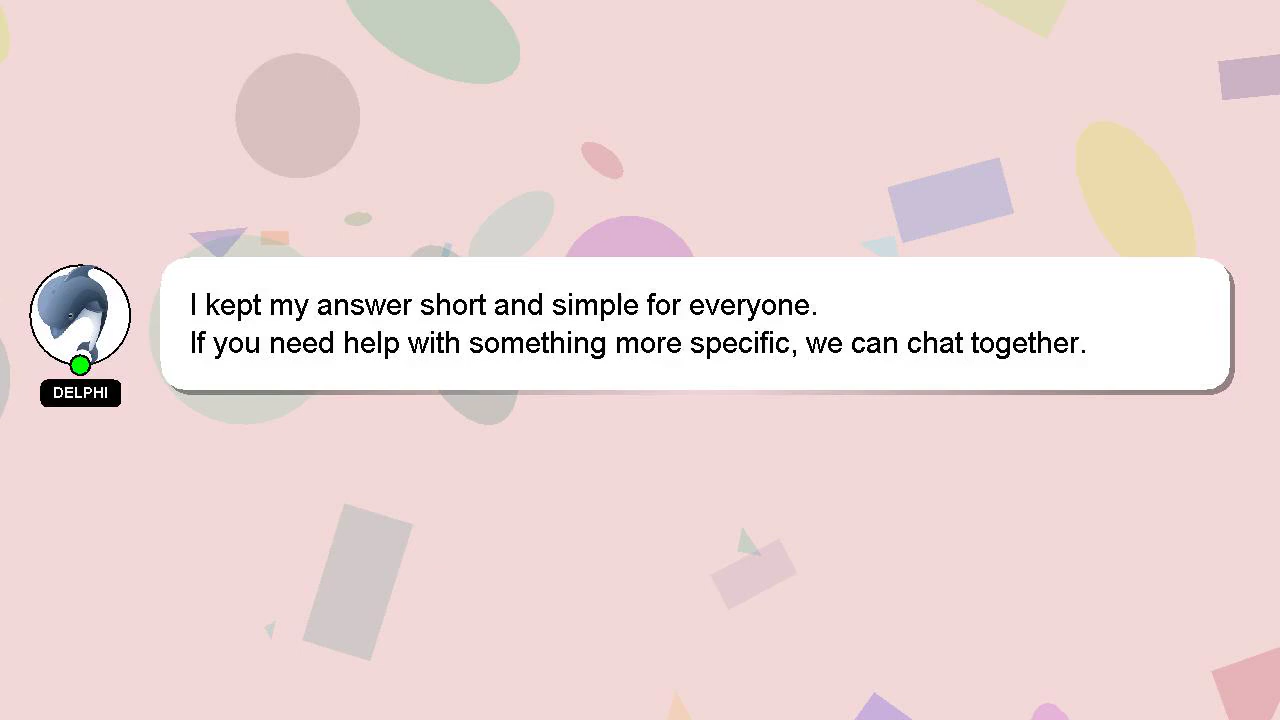 I kept my answer short and simple for everyone.
If you need help with something more specific, we can chat together.
DELPHI